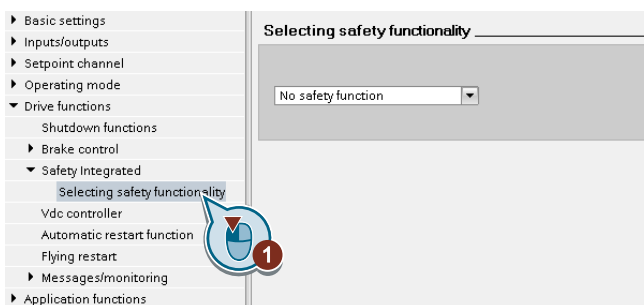 Basic settings
Inputs/outputs
Setpoint channel
Operating mode
Drive functions
Shutdown functions
Brake control
Safety Integrated
Selecting safety functionality
Vdc controller
Automatic restart function
Flying restart
Messages/monitoring
Application functions
Selecting safety functionality
No safety function
1